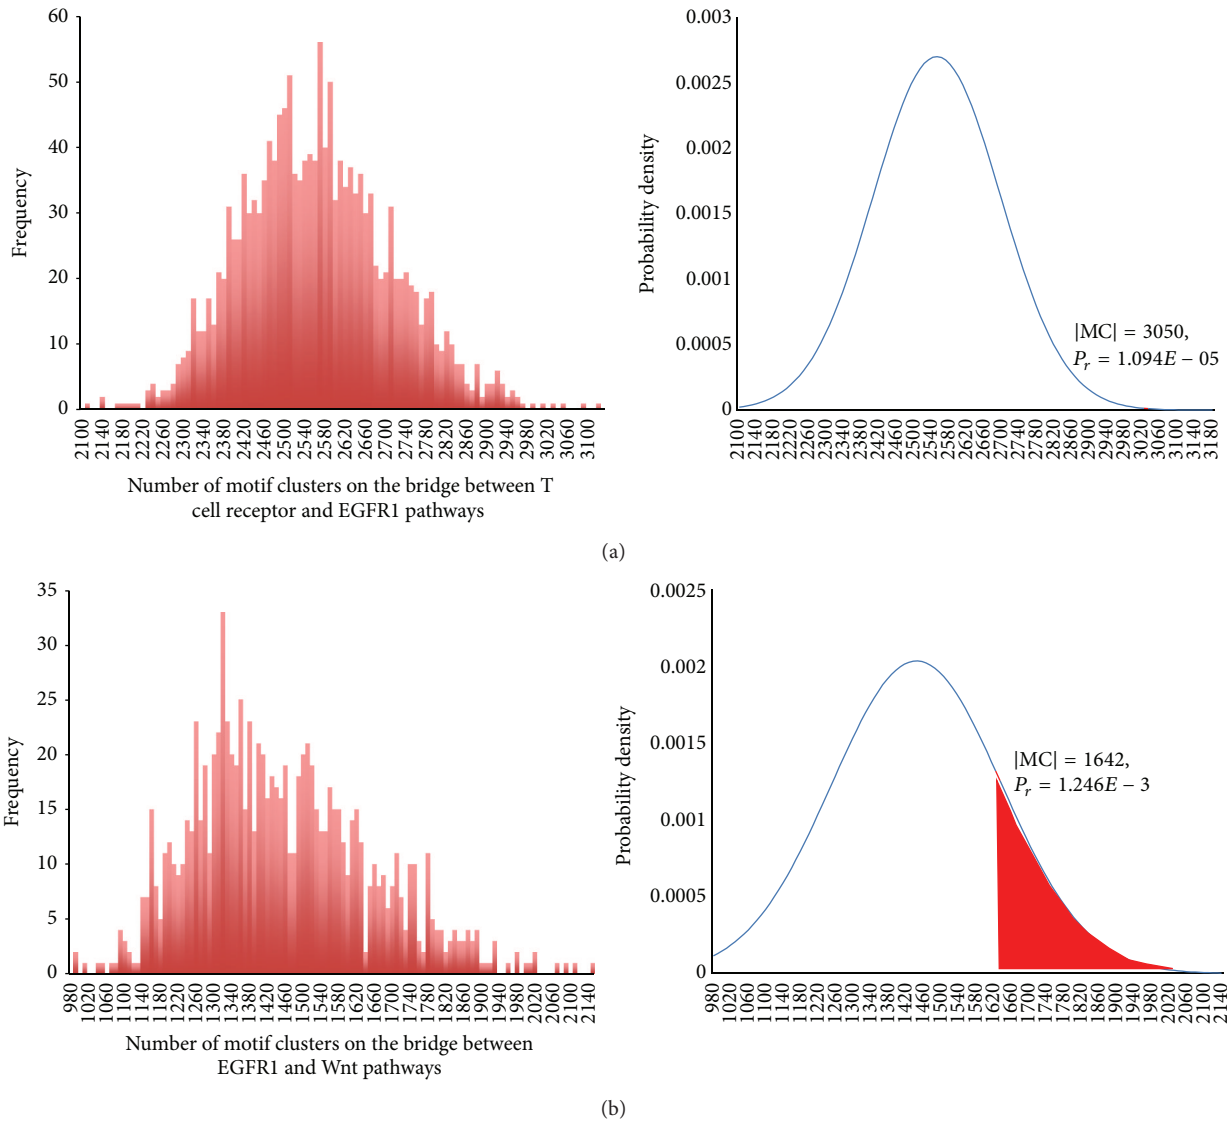 60
50
40
30
20
10
0
Frequency
2100 2140 2180 2220 2260 2300 2340 2380 2420 2460 2500 2540 2580 2620 2660 2700 2740 2780 2820 2860 2900 2940 2980 3020 3060 3100
Number of motif clusters on the bridge between T
cell receptor and EGFR1 pathways
0.003
0.0025
0.002
0.0015
0.001
0.0005
0
Probability density
|MC| = 3050,
Pr = 1.094E − 05
2100 2140 2180 2220 2260 2300 2340 2380 2420 2460 2500 2540 2580 2620 2660 2700 2740 2780 2820 2860 2900 2940 2980 3020 3060 3100 3140 3180
(a)
35
30
25
20
15
10
5
0
Frequency
980 1020 1060 1100 1140 1180 1220 1260 1300 1340 1380 1420 1460 1500 1540 1580 1620 1660 1700 1740 1780 1820 1860 1900 1940 1980 2020 2060 2100 2140
Number of motif clusters on the bridge between
EGFR1 and Wnt pathways
0.0025
0.002
0.0015
0.001
0.0005
0
Probability density
|MC| = 1642,
Pr = 1.246E − 3
980 1020 1060 1100 1140 1180 1220 1260 1300 1340 1380 1420 1460 1500 1540 1580 1620 1660 1700 1740 1780 1820 1860 1900 1940 1980 2020 2060 2100 2140
(b)